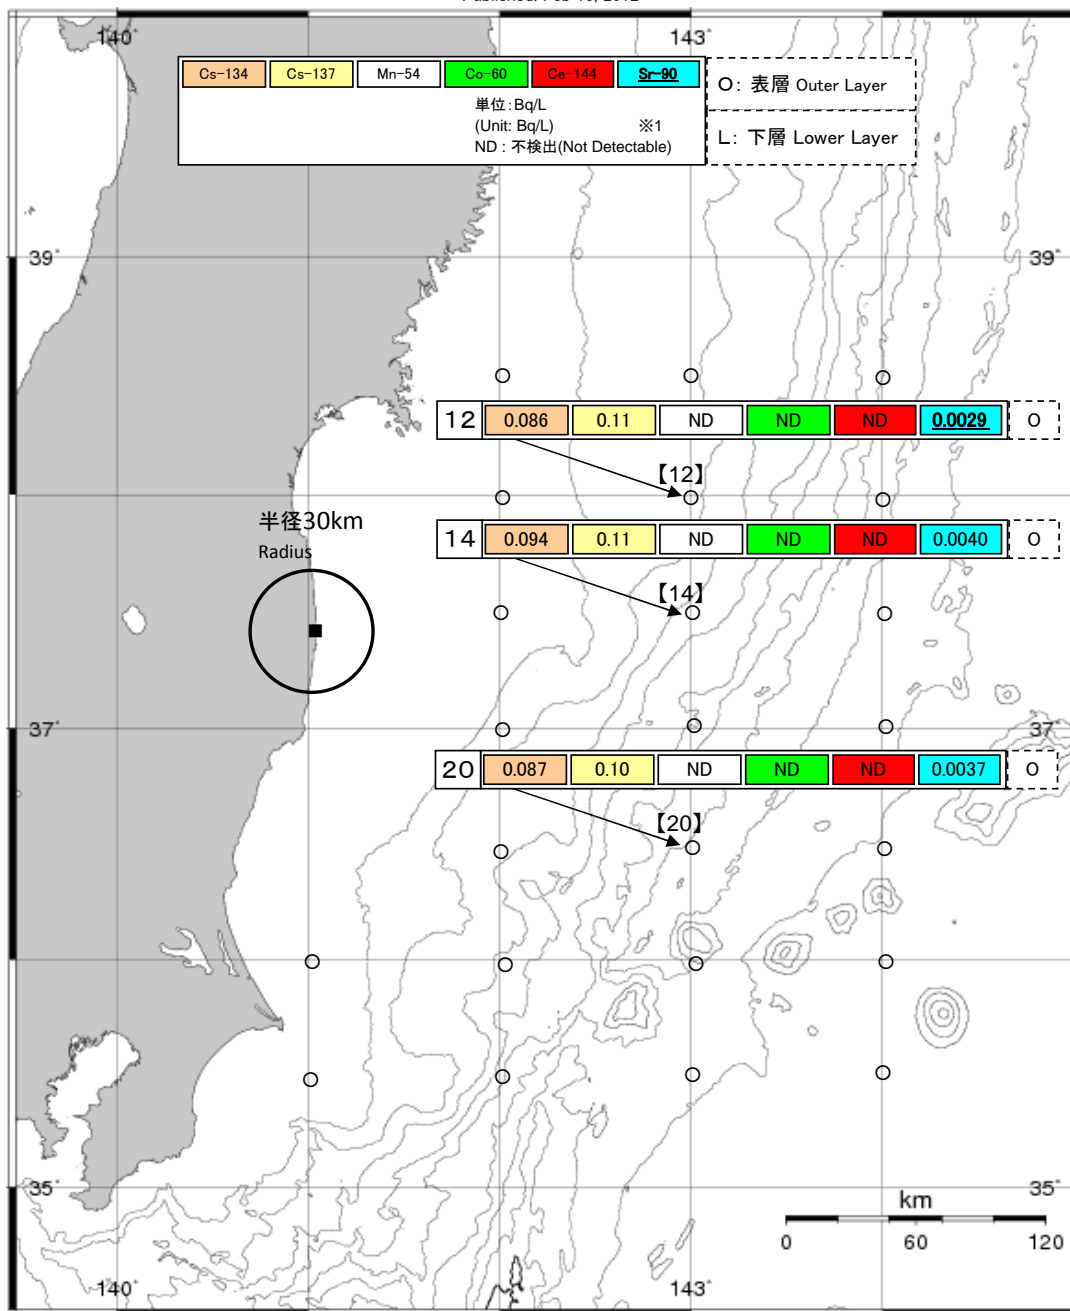 140° 143°
Cs-134 Cs-137 Mn-54 Co-60 Ce-144 Sr-90
O: 表層 Outer Layer
単位:Bq/L
(Unit: Bq/L) ※1
ND : 不検出(Not Detectable)
L: 下層 Lower Layer
39° 39°
12 0.086 0.11 ND ND ND 0.0029 O
【12】
半径30km
Radius
14 0.094 0.11 ND ND ND 0.0040 O
【14】
37° 37°
20 0.087 0.10 ND ND ND 0.0037 O
【20】
35° 35°
km
0 60 120
140° 143°